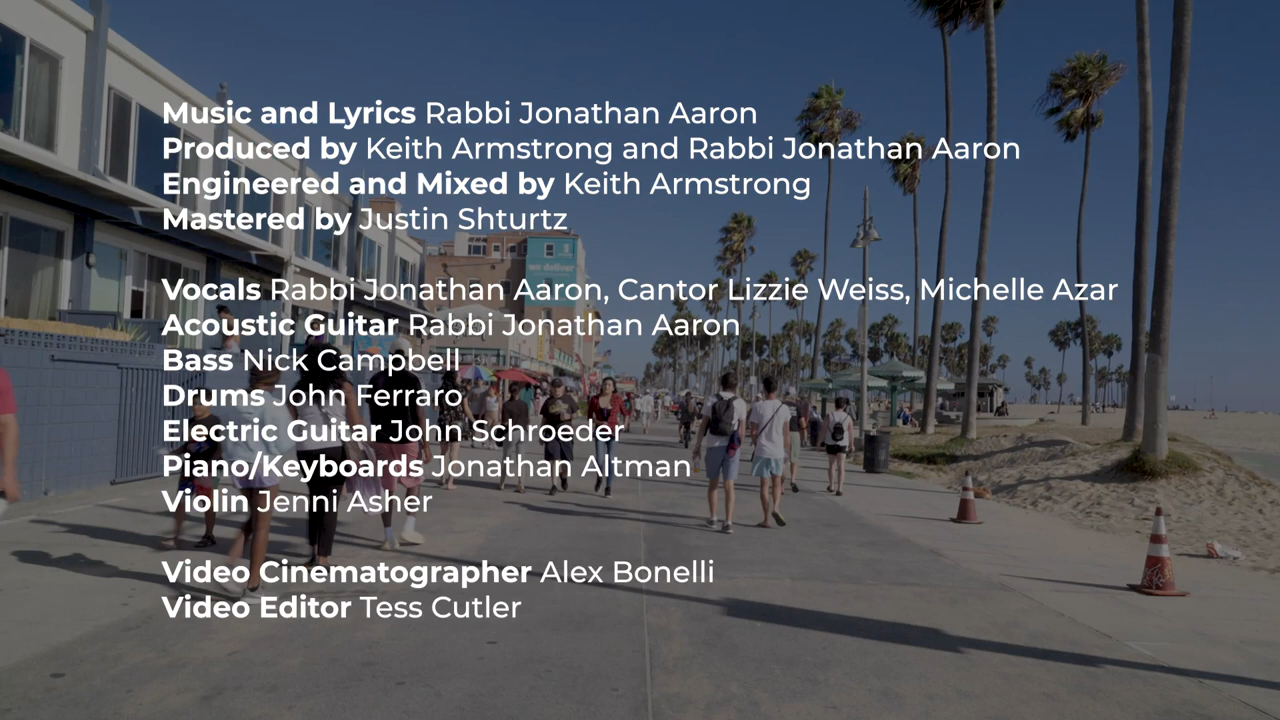 Music and Lyrics Rabbi Jonathan Aaron
Produced by Keith Armstrong and Rabbi Jonathan Aaron
Engineered and Mixed by Keith Armstrong
Mastered by Justin Shturtz
we deliver
Vocals Rabbi Jonathan Aaron, Cantor Lizzie Weiss, Michelle Azar
Acoustic Guitar Rabbi Jonathan Aaron
Bass Nick Campbell
Drums John Ferraro
Electric Guitar John Schroeder
Piano/Keyboards Jonathan Altman
Violin Jenni Asher
Video Cinematographer Alex Bonelli
Video Editor Tess Cutler